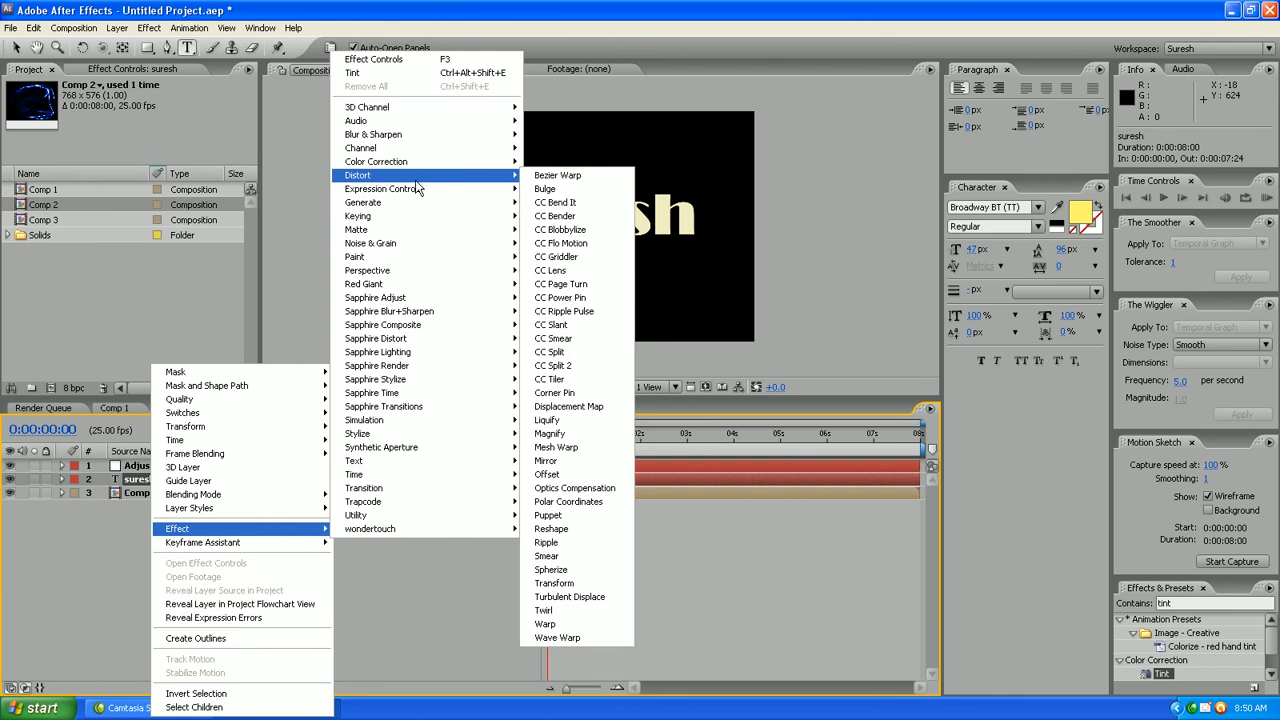 Adobe After Effects - Untitled Project.aep *
File Edit Composition Layer Effect Animation View Window Help
Auto-Open Panels
Workspace: Suresh
Project × Effect Controls: suresh
Comp 2 , used 1 time
768 x 576 (1.00)
Δ 0:00:08:00, 25.00 fps
Name Type Size
Comp 1 Composition
Comp 2 Composition
Comp 3 Composition
Solids Folder
8 bpc
Footage: (none)
sh
1 View +0.0
Effect Controls F3
Tint Ctrl+Alt+Shift+E
Remove All Ctrl+Shift+E
3D Channel
Audio
Blur & Sharpen
Channel
Color Correction
Distort
Expression Controls
Generate
Keying
Matte
Noise & Grain
Paint
Perspective
Red Giant
Sapphire Adjust
Sapphire Blur+Sharpen
Sapphire Composite
Sapphire Distort
Sapphire Lighting
Sapphire Render
Sapphire Stylize
Sapphire Time
Sapphire Transitions
Simulation
Stylize
Synthetic Aperture
Text
Time
Transition
Trapcode
Utility
wondertouch
Bezier Warp
Bulge
CC Bend It
CC Bender
CC Blobbylize
CC Flo Motion
CC Griddler
CC Lens
CC Page Turn
CC Power Pin
CC Ripple Pulse
CC Slant
CC Smear
CC Split
CC Split 2
CC Tiler
Corner Pin
Displacement Map
Liquify
Magnify
Mesh Warp
Mirror
Offset
Optics Compensation
Polar Coordinates
Puppet
Reshape
Ripple
Smear
Spherize
Transform
Turbulent Displace
Twirl
Warp
Wave Warp
Mask
Mask and Shape Path
Quality
Switches
Transform
Time
Frame Blending
3D Layer
Guide Layer
Blending Mode
Layer Styles
Effect
Keyframe Assistant
Open Effect Controls
Open Footage
Reveal Layer Source in Project
Reveal Layer in Project Flowchart View
Reveal Expression Errors
Create Outlines
Track Motion
Stabilize Motion
Invert Selection
Select Children
Render Queue Comp 1
0:00:00:00 (25.00 fps)
# Source Na
1 Adjus
2 T suresh
3 Comp
02s 03s 04s 05s 06s 07s 08s
Paragraph ×
0 px 0 px 0 px
0 px 0 px
Character ×
Broadway BT (TT)
Regular
47 px 96 px
Metrics 0
- px
100 % 100 %
0 px 0 %
T T TT Tr T T
Info × Audio
R :
G :
B :
A : 0
X : -18
Y : 624
suresh
Duration: 0:00:08:00
In: 0:00:00:00, Out: 0:00:07:24
Time Controls ×
The Smoother ×
Apply To: Temporal Graph
Tolerance: 1
Apply
The Wiggler ×
Apply To: Temporal Graph
Noise Type: Smooth
Dimensions:
Frequency: 5.0 per second
Magnitude: 1.0
Apply
Motion Sketch ×
Capture speed at: 100 %
Smoothing: 1
Show: Wireframe
Background
Start: 0:00:00:00
Duration: 0:00:08:00
Start Capture
Effects & Presets ×
Contains: tint
* Animation Presets
Image - Creative
Colorize - red hand tint
Color Correction
Tint
start
Camtasia S
8:50 AM